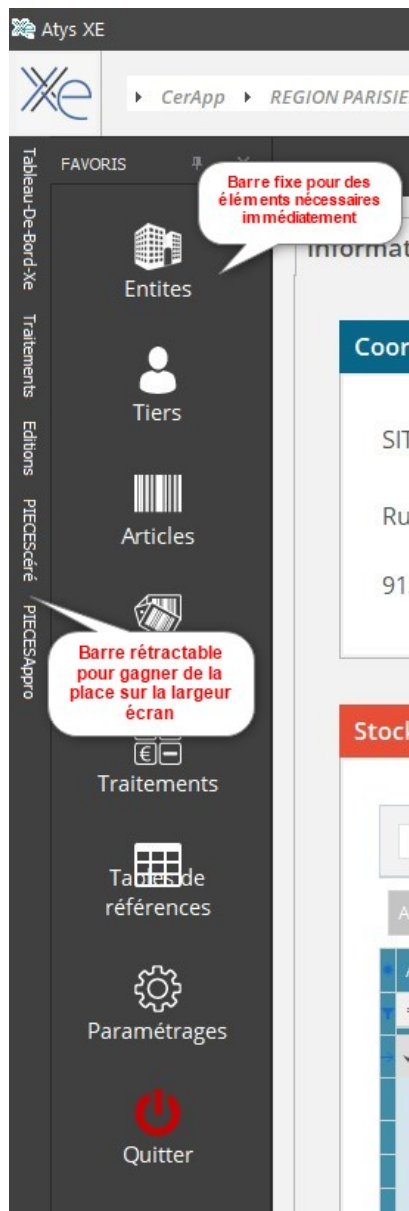 Atys XE
Xe
CerApp
REGION PARISIE
Tableau-De-Bord-Xe
Traitements
Editions
PIECEScéré
PIECESAppro
FAVORIS
Barre fixe pour des
éléments nécessaires
immédiatement
Entites
Tiers
Articles
Barre rétractable
pour gagner de la
place sur la largeur
écran
Traitements
Tables de
références
Paramétrages
Quitter
Informat
Coor
SIT
Ru
91
Stock
A
A